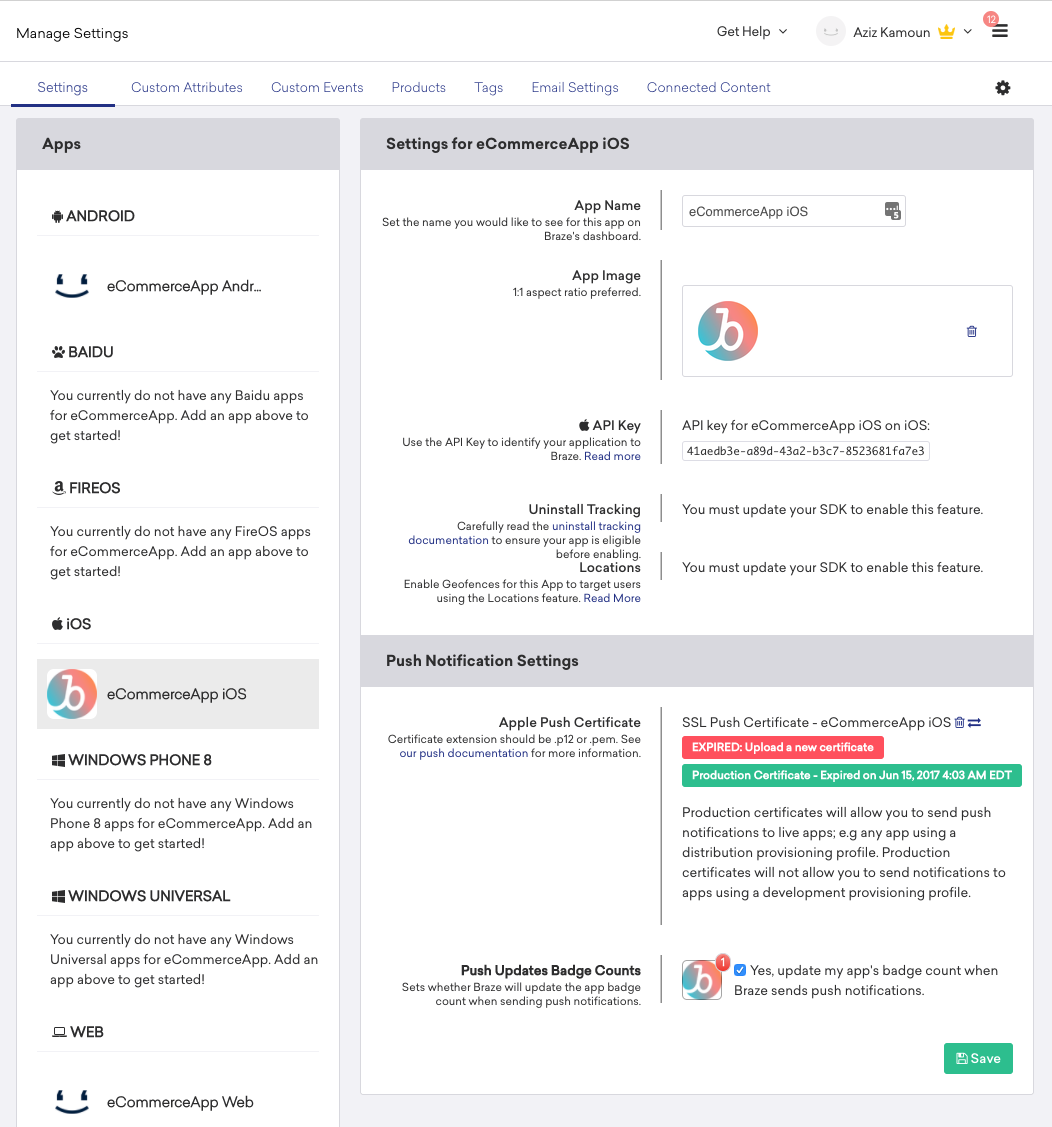 Manage Settings
Get Help
Aziz Kamoun
12
Settings
Custom Attributes
Custom Events
Products
Tags
Email Settings
Connected Content
Apps
ANDROID
eCommerceApp Andr...
BAIDU
You currently do not have any Baidu apps
for eCommerceApp. Add an app above to
get started!
FIREOS
You currently do not have any FireOS apps
for eCommerceApp. Add an app above to
get started!
iOS
eCommerceApp iOS
WINDOWS PHONE 8
You currently do not have any Windows
Phone 8 apps for eCommerceApp. Add an
app above to get started!
WINDOWS UNIVERSAL
You currently do not have any Windows
Universal apps for eCommerceApp. Add an
app above to get started!
WEB
eCommerceApp Web
Settings for eCommerceApp iOS
App Name
Set the name you would like to see for this app on
Braze's dashboard.
eCommerceApp iOS
5
App Image
1:1 aspect ratio preferred.
b
API Key
Use the API Key to identify your application to
Braze. Read more
API key for eCommerceApp iOS on iOS:
41aedb3e-a89d-43a2-b3c7-8523681fa7e3
Uninstall Tracking
Carefully read the uninstall tracking
documentation to ensure your app is eligible
before enabling.
You must update your SDK to enable this feature.
Locations
Enable Geofences for this App to target users
using the Locations feature. Read More
You must update your SDK to enable this feature.
Push Notification Settings
Apple Push Certificate
Certificate extension should be .p12 or .pem. See
our push documentation for more information.
SSL Push Certificate - eCommerceApp iOS
EXPIRED: Upload a new certificate
Production Certificate - Expired on Jun 15, 2017 4:03 AM EDT
Production certificates will allow you to send push
notifications to live apps; e.g any app using a
distribution provisioning profile. Production
certificates will not allow you to send notifications to
apps using a development provisioning profile.
Push Updates Badge Counts
Sets whether Braze will update the app badge
count when sending push notifications.
1
Yes, update my app's badge count when
Braze sends push notifications.
Save